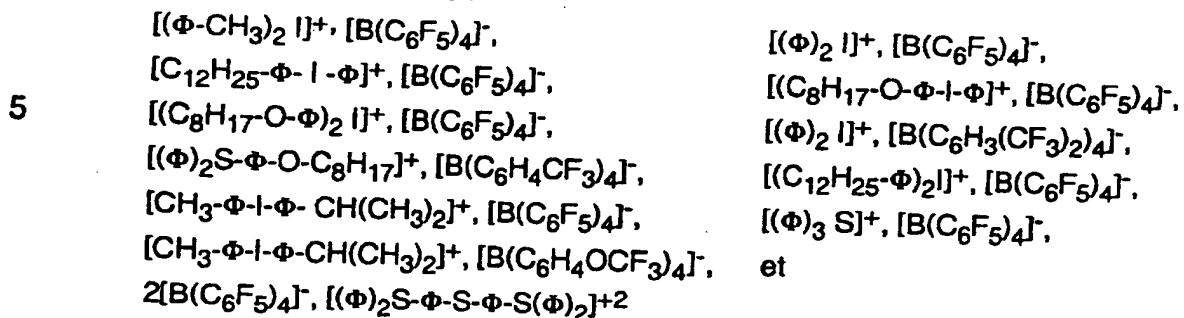 [(Φ-CH₃)₂ I]⁺, [B(C₆F₅)₄]⁻, [(Φ)₂ I]⁺, [B(C₆F₅)₄]⁻,
[C₁₂H₂₅-Φ- I -Φ]⁺, [B(C₆F₅)₄]⁻, [(C₈H₁₇-O-Φ-I-Φ]⁺, [B(C₆F₅)₄]⁻,
5 [(C₈H₁₇-O-Φ)₂ I]⁺, [B(C₆F₅)₄]⁻, [(Φ)₂ I]⁺, [B(C₆H₃(CF₃)₂)₄]⁻,
[(Φ)₂S-Φ-O-C₈H₁₇]⁺, [B(C₆H₄CF₃)₄]⁻, [(C₁₂H₂₅-Φ)₂I]⁺, [B(C₆F₅)₄]⁻,
[CH₃-Φ-I-Φ- CH(CH₃)₂]⁺, [B(C₆F₅)₄]⁻, [(Φ)₃ S]⁺, [B(C₆F₅)₄]⁻,
[CH₃-Φ-I-Φ-CH(CH₃)₂]⁺, [B(C₆H₄OCF₃)₄]⁻, et
2[B(C₆F₅)₄]⁻, [(Φ)₂S-Φ-S-Φ-S(Φ)₂]⁺²